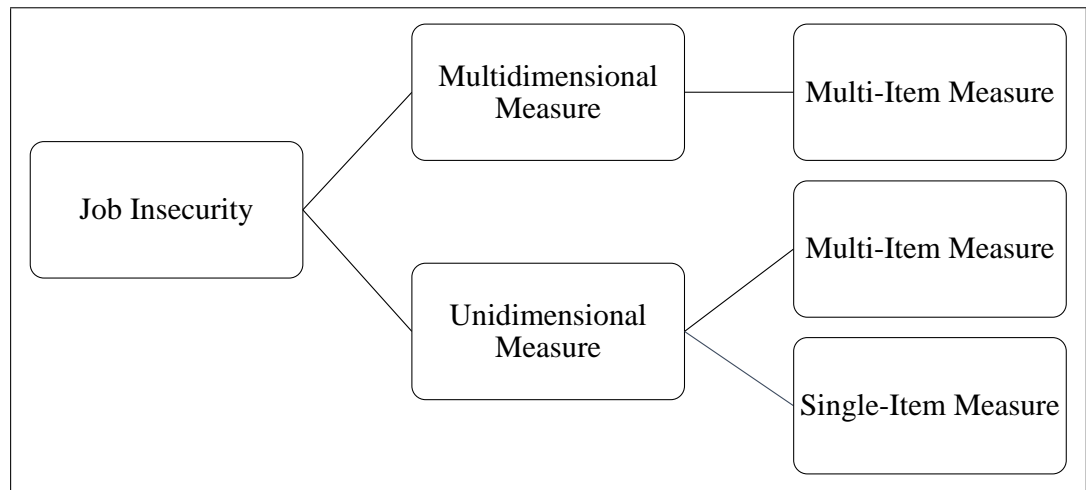 Job Insecurity
Multidimensional
Measure
Multi-Item Measure
Unidimensional
Measure
Multi-Item Measure
Single-Item Measure